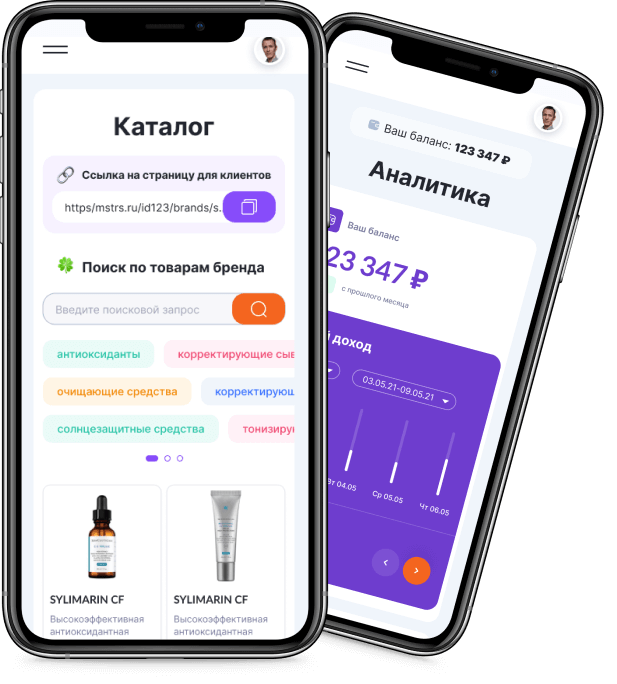 Каталог
Ссылка на страницу для клиентов
https/mstrs.ru/id123/brands/s.
Поиск по товарам бренда
Введите поисковой запрос
антиоксиданты
корректирующие сыв
очищающие средства
корректирующ
солнцезащитные средства
тонизирую
SYLIMARIN CF
Высокоэффективная
антиоксидантная
SYLIMARIN CF
Высокоэффективная
антиоксидантная
Ваш баланс: 123 347 ₽
Аналитика
Ваш баланс
23 347 ₽
с прошлого месяца
й доход
03.05.21-09.05.21
Вт 04.05
Ср 05.05
Чт 06.05